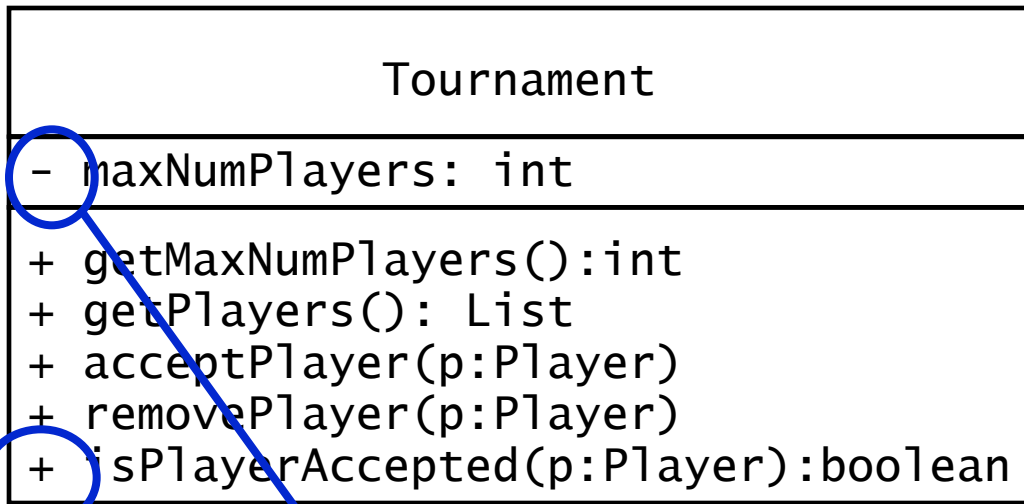 Tournament
- maxNumPlayers: int
+ getMaxNumPlayers():int
+ getPlayers(): List
+ acceptPlayer(p:Player)
+ removePlayer(p:Player)
+ isPlayerAccepted(p:Player):boolean